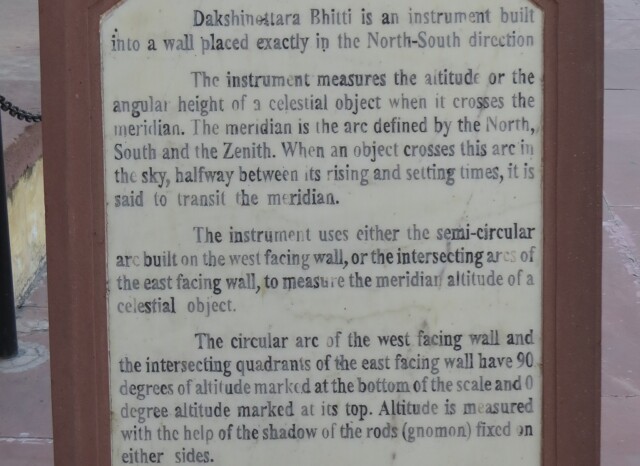 Dakshinottara Bhitti is an instrument built
into a wall placed exactly in the North-South direction
The instrument measures the altitude or the
angular height of a celestial object when it crosses the
meridian. The meridian is the arc defined by the North,
South and the Zenith. When an object crosses this arc in
the sky, halfway between its rising and setting times, it is
said to transit the meridian.
The instrument uses either the semi-circular
arc built on the west facing wall, or the intersecting arcs of
the east facing wall, to measure the meridian altitude of a
celestial object.
The circular arc of the west facing wall and
the intersecting quadrants of the east facing wall have 90
degrees of altitude marked at the bottom of the scale and 0
degree altitude marked at its top. Altitude is measured
with the help of the shadow of the rods (gnomon) fixed on
either sides.